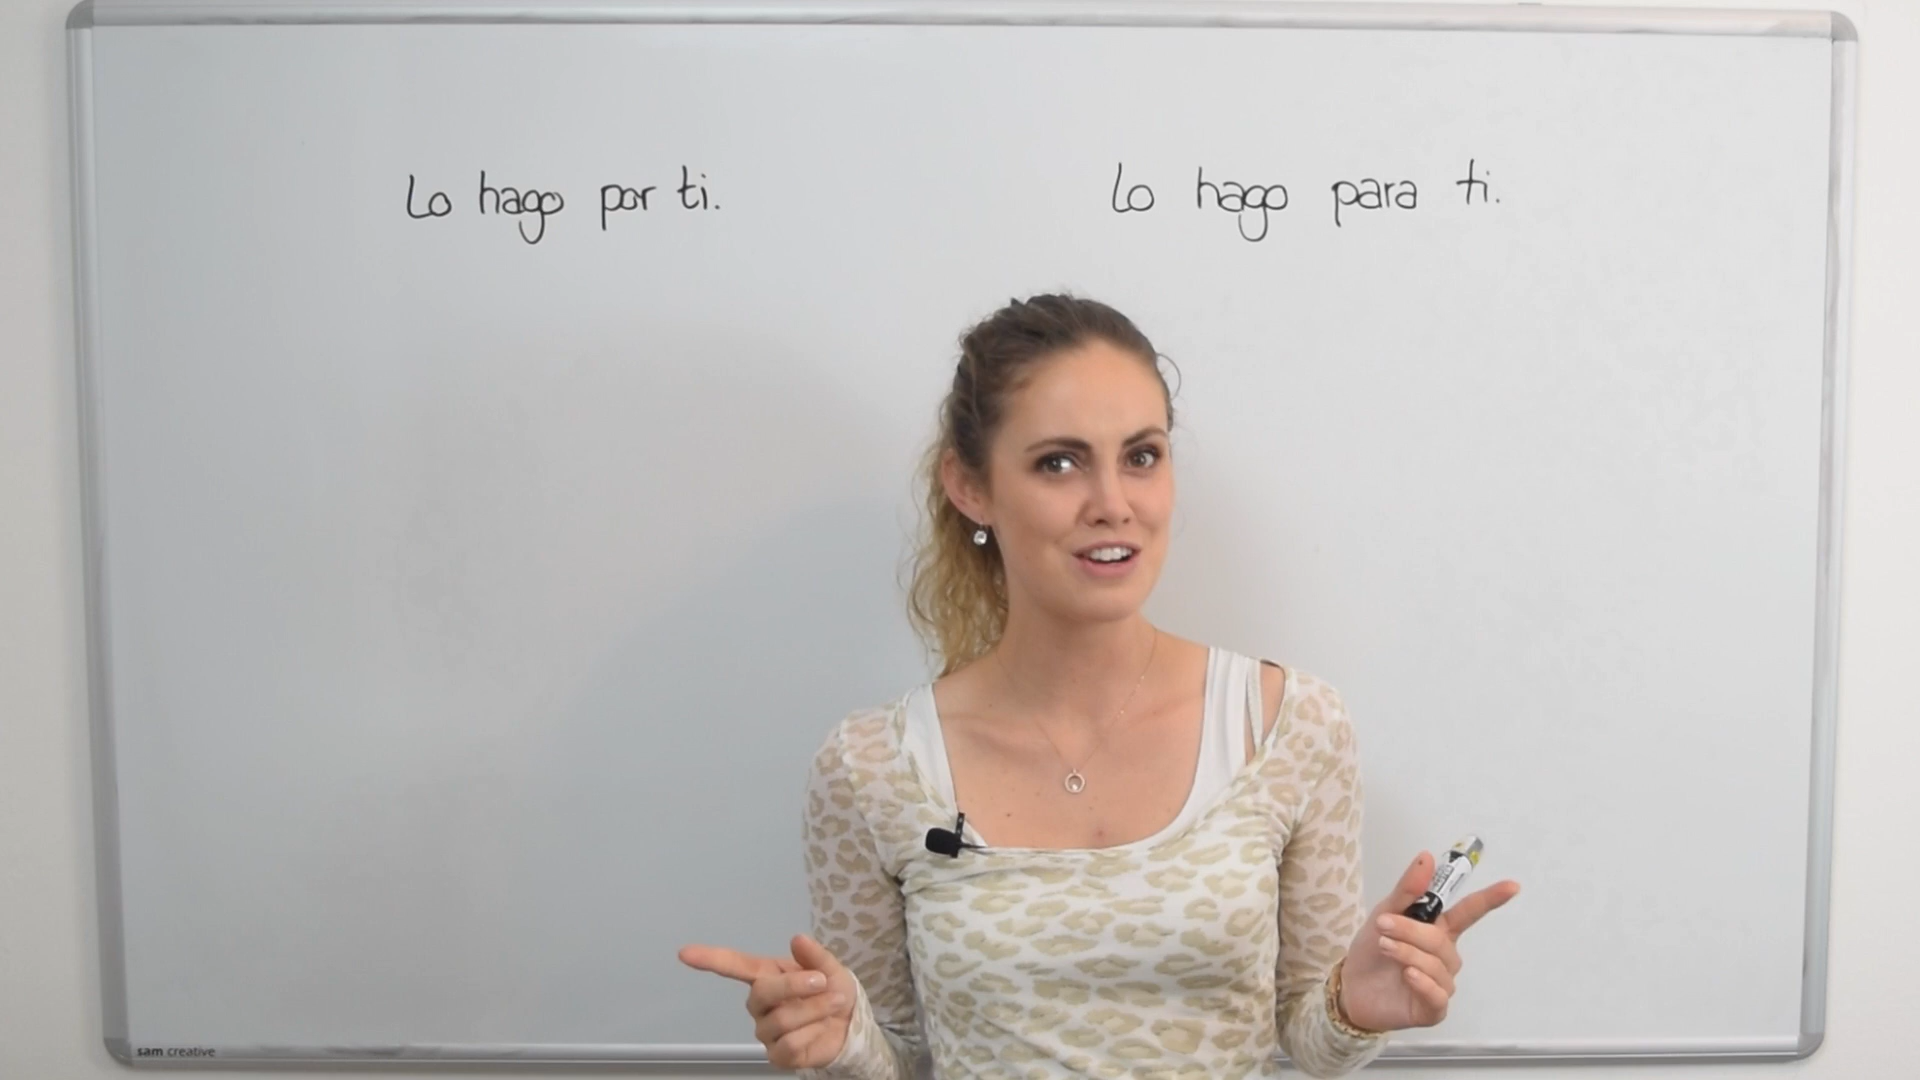 Lo hago por ti.
Lo hago para ti.
sam creative